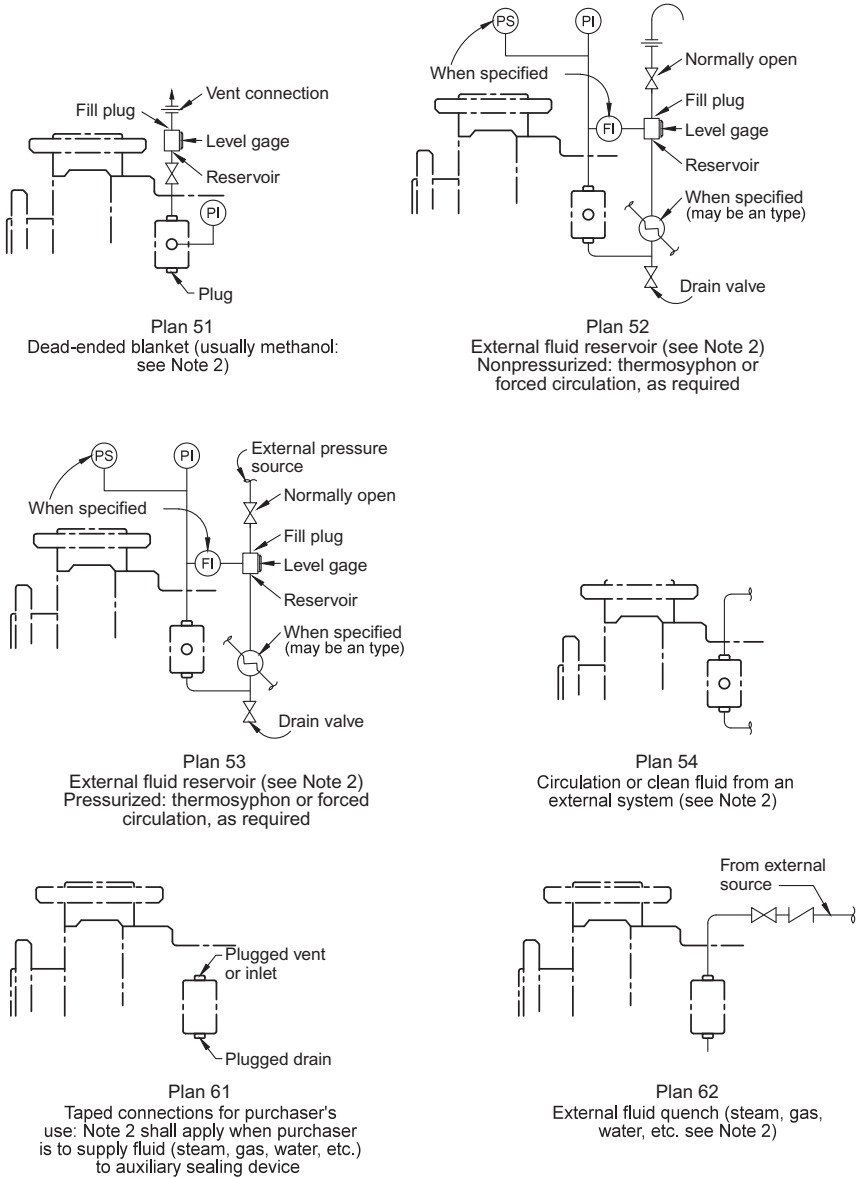 Vent connection
Fill plug
Level gage
Reservoir
PI
Plug
Plan 51
Dead-ended blanket (usually methanol:
see Note 2)
PS
PI
When specified
Normally open
Fill plug
FI
Level gage
Reservoir
When specified
(may be an type)
Drain valve
Plan 52
External fluid reservoir (see Note 2)
Nonpressurized: thermosyphon or
forced circulation, as required
PS
PI
External pressure
source
Normally open
When specified
Fill plug
FI
Level gage
Reservoir
When specified
(may be an type)
Drain valve
Plan 53
External fluid reservoir (see Note 2)
Pressurized: thermosyphon or forced
circulation, as required
Plan 54
Circulation or clean fluid from an
external system (see Note 2)
Plugged vent
or inlet
Plugged drain
Plan 61
Taped connections for purchaser's
use: Note 2 shall apply when purchaser
is to supply fluid (steam, gas, water, etc.)
to auxiliary sealing device
From external
source
Plan 62
External fluid quench (steam, gas,
water, etc. see Note 2)